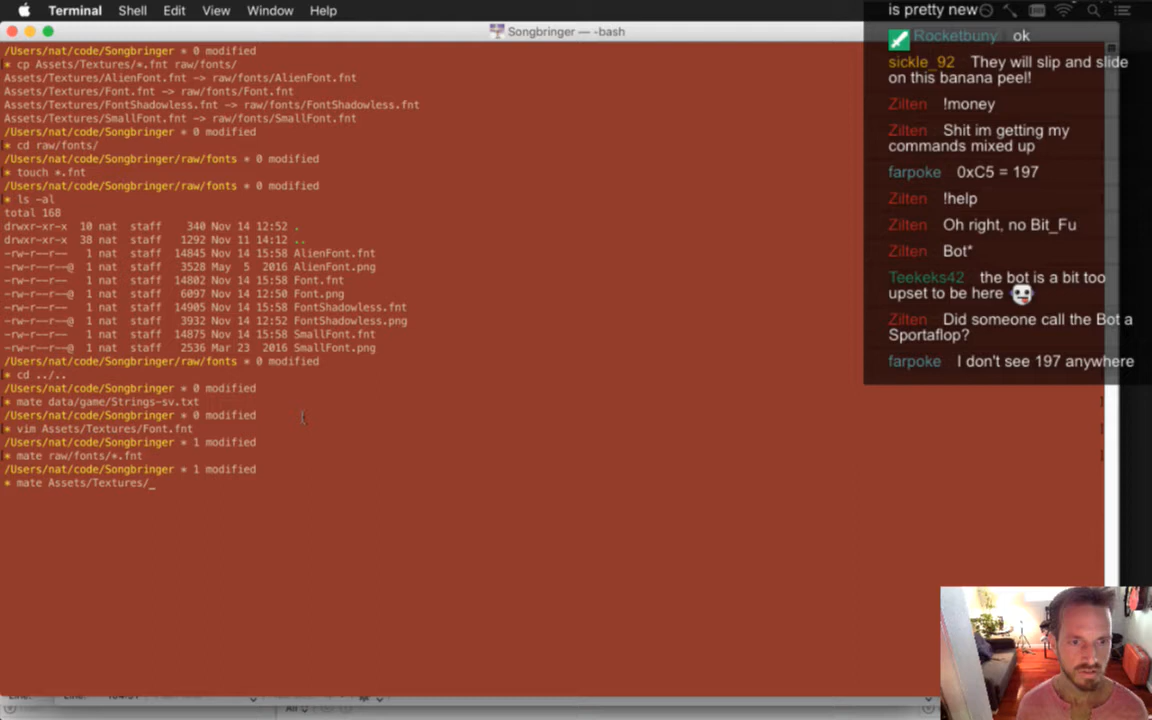 Terminal Shell Edit View Window Help
Songbringer — -bash
/Users/nat/code/Songbringer * 0 modified
* cp Assets/Textures/*.fnt raw/fonts/
Assets/Textures/AlienFont.fnt -> raw/fonts/AlienFont.fnt
Assets/Textures/Font.fnt -> raw/fonts/Font.fnt
Assets/Textures/FontShadowless.fnt -> raw/fonts/FontShadowless.fnt
Assets/Textures/SmallFont.fnt -> raw/fonts/SmallFont.fnt
/Users/nat/code/Songbringer * 0 modified
* cd raw/fonts/
/Users/nat/code/Songbringer/raw/fonts * 0 modified
* touch *.fnt
/Users/nat/code/Songbringer/raw/fonts * 0 modified
* ls -al
total 168
drwxr-xr-x 10 nat staff 340 Nov 14 12:52 .
drwxr-xr-x 38 nat staff 1292 Nov 11 14:12 ..
-rw-r--r-- 1 nat staff 14845 Nov 14 15:58 AlienFont.fnt
-rw-r--r--@ 1 nat staff 3528 May 5 2016 AlienFont.png
-rw-r--r-- 1 nat staff 14802 Nov 14 15:58 Font.fnt
-rw-r--r--@ 1 nat staff 6097 Nov 14 12:50 Font.png
-rw-r--r-- 1 nat staff 14905 Nov 14 15:58 FontShadowless.fnt
-rw-r--r--@ 1 nat staff 3932 Nov 14 12:52 FontShadowless.png
-rw-r--r-- 1 nat staff 14875 Nov 14 15:58 SmallFont.fnt
-rw-r--r--@ 1 nat staff 2536 Mar 23 2016 SmallFont.png
/Users/nat/code/Songbringer/raw/fonts * 0 modified
* cd ../..
/Users/nat/code/Songbringer * 0 modified
* mate data/game/Strings-sv.txt
/Users/nat/code/Songbringer * 0 modified
* vim Assets/Textures/Font.fnt
/Users/nat/code/Songbringer * 1 modified
* mate raw/fonts/*.fnt
/Users/nat/code/Songbringer * 1 modified
* mate Assets/Textures/_
is pretty new
Rocketbuny ok
sickle_92 They will slip and slide
on this banana peel!
Zilten !money
Zilten Shit im getting my
commands mixed up
farpoke 0xC5 = 197
Zilten !help
Zilten Oh right, no Bit_Fu
Zilten Bot*
Teekeks42 the bot is a bit too
upset to be here
Zilten Did someone call the Bot a
Sportaflop?
farpoke I don't see 197 anywhere